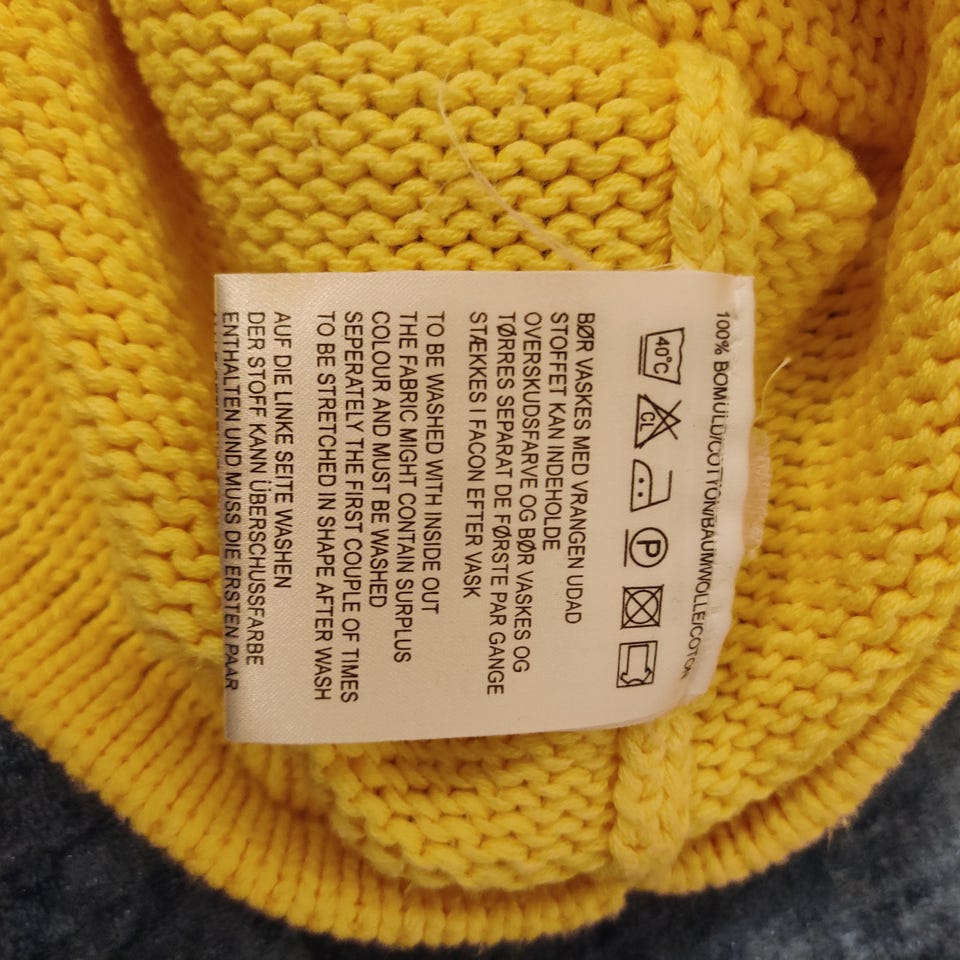 100% BOMULD/COTTON/BAUMWOLLE/COTON
40°C CL P
BØR VASKES MED VRANGEN UDAD
STOFFET KAN INDEHOLDE
OVERSKUDSFARVE OG BØR VASKES OG
TØRRES SEPARAT DE FØRSTE PAR GANGE
STÆKKES I FACON EFTER VASK
TO BE WASHED WITH INSIDE OUT
THE FABRIC MIGHT CONTAIN SURPLUS
COLOUR AND MUST BE WASHED
SEPERATELY THE FIRST COUPLE OF TIMES
TO BE STRETCHED IN SHAPE AFTER WASH
AUF DIE LINKE SEITE WASHEN
DER STOFF KANN ÜBERSCHUSSFARBE
ENTHALTEN UND MUSS DIE ERSTEN PAAR